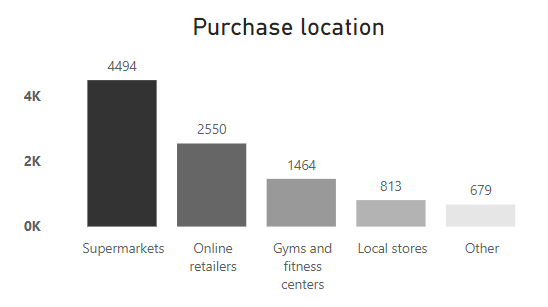 Purchase location
4494
4K
2550
2K
1464
813
679
0K
Supermarkets
Online
retailers
Gyms and
fitness
centers
Local stores
Other